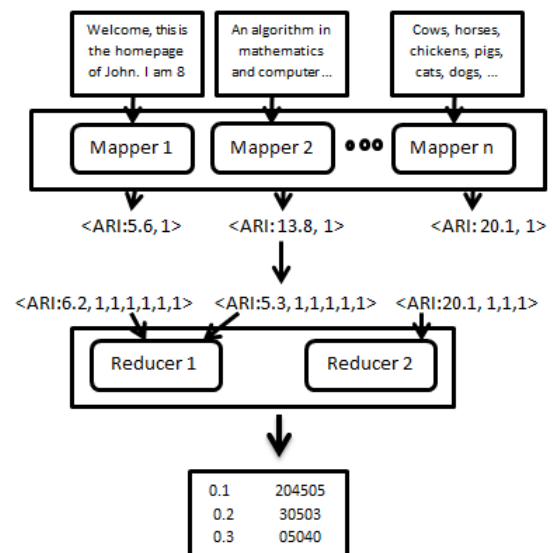 Welcome, this is
the homepage
of John. I am 8
An algorithm in
mathematics
and computer...
Cows, horses,
chickens, pigs,
cats, dogs, ...
Mapper 1
Mapper 2
Mapper n
<ARI:5.6, 1>
<ARI:13.8, 1>
<ARI: 20.1, 1>
<ARI:6.2, 1,1,1,1,1,1>
<ARI:5.3, 1,1,1,1,1>
<ARI:20.1, 1,1,1>
Reducer 1
Reducer 2
0.1 204505
0.2 30503
0.3 05040